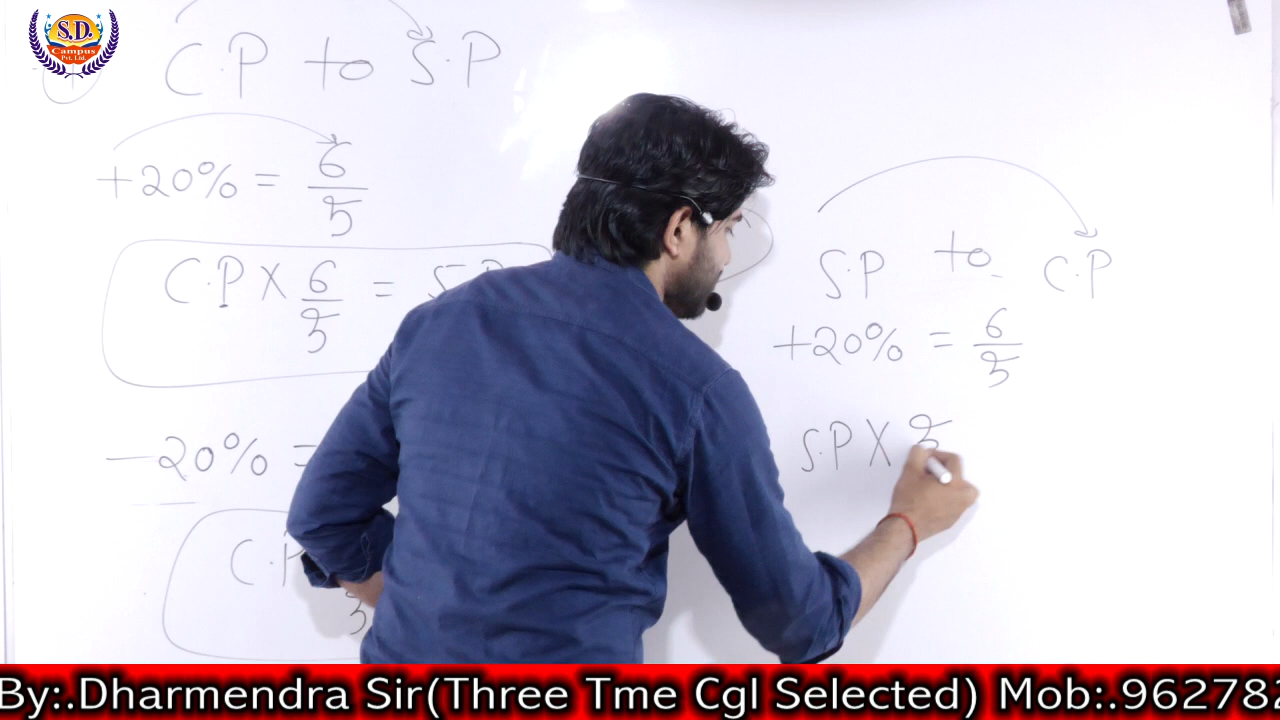 S.D.
Campus
Pvt. Ltd.
C.P to S.P
+20% = 6/5
C.P X 6/5 =
-20% =
C.P
S.P to C.P
+20% = 6/5
S.P X 5
By:.Dharmendra Sir(Three Tme Cgl Selected) Mob:.96278